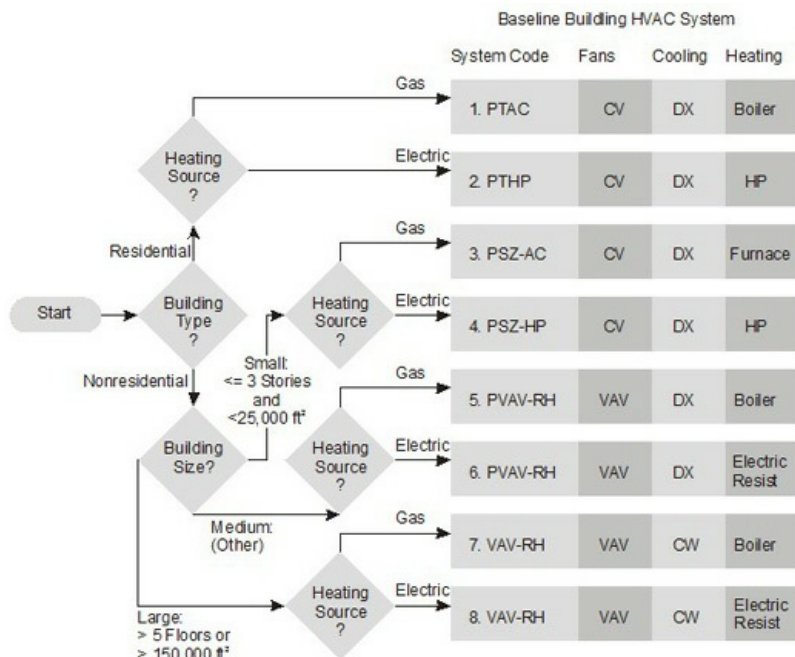 Baseline Buildling HVAC System
System Code Fans Cooling Heating
Gas
1. PTAC CV DX Boiler
Heating
Source
?
Electric
2. PTHP CV DX HP
Residential
Gas
3. PSZ-AC CV DX Furnace
Start
Building
Type
?
Heating
Source
?
Electric
4. PSZ-HP CV DX HP
Nonresidential
Small:
<= 3 Stories
and
<25,000 ft²
Gas
5. PVAV-RH VAV DX Boiler
Building
Size?
Heating
Source
?
Electric
6. PVAV-RH VAV DX Electric
Resist
Medium:
(Other)
Gas
7. VAV-RH VAV CW Boiler
Heating
Source
?
Electric
8. VAV-RH VAV CW Electric
Resist
Large:
> 5 Floors or
> 150,000 ft²